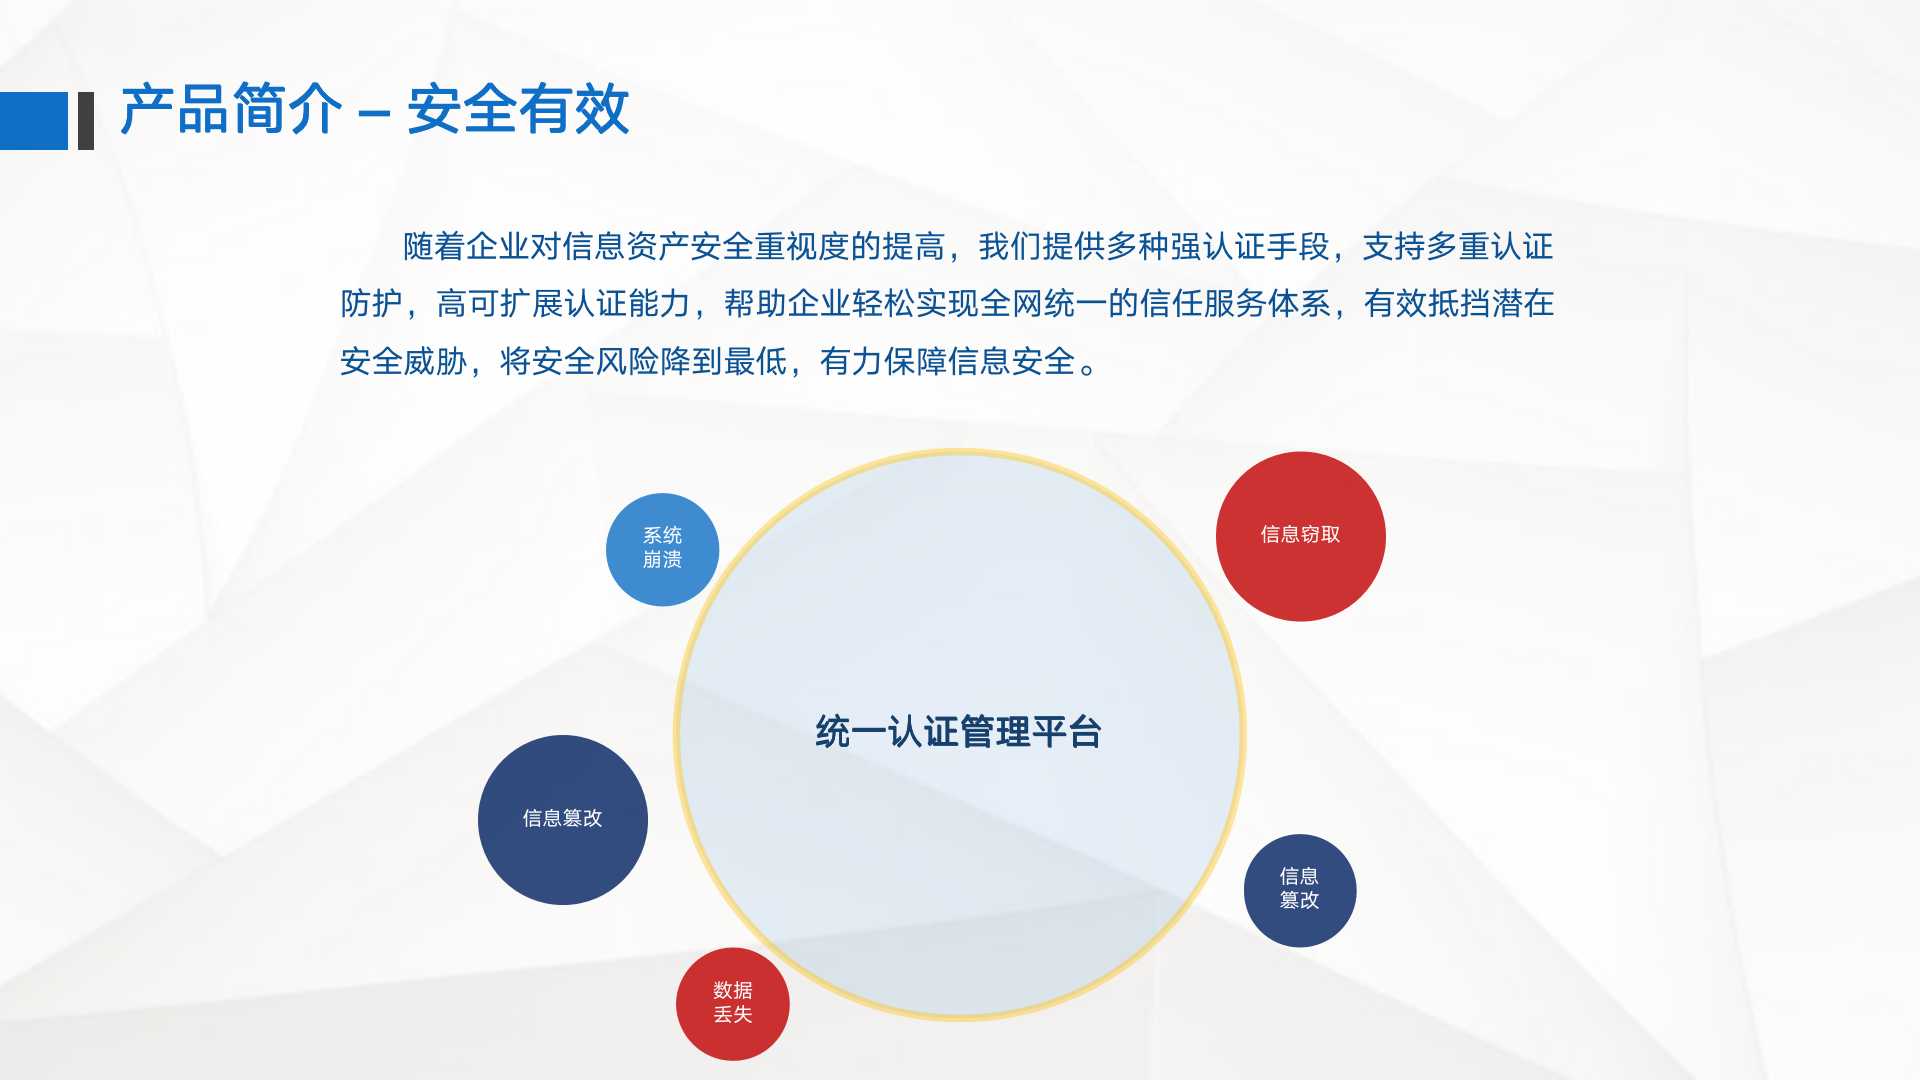 产品简介 – 安全有效
随着企业对信息资产安全重视度的提高，我们提供多种强认证手段，支持多重认证
防护，高可扩展认证能力，帮助企业轻松实现全网统一的信任服务体系，有效抵挡潜在
安全威胁，将安全风险降到最低，有力保障信息安全。
系统
崩溃
信息窃取
统一认证管理平台
信息篡改
信息
篡改
数据
丢失